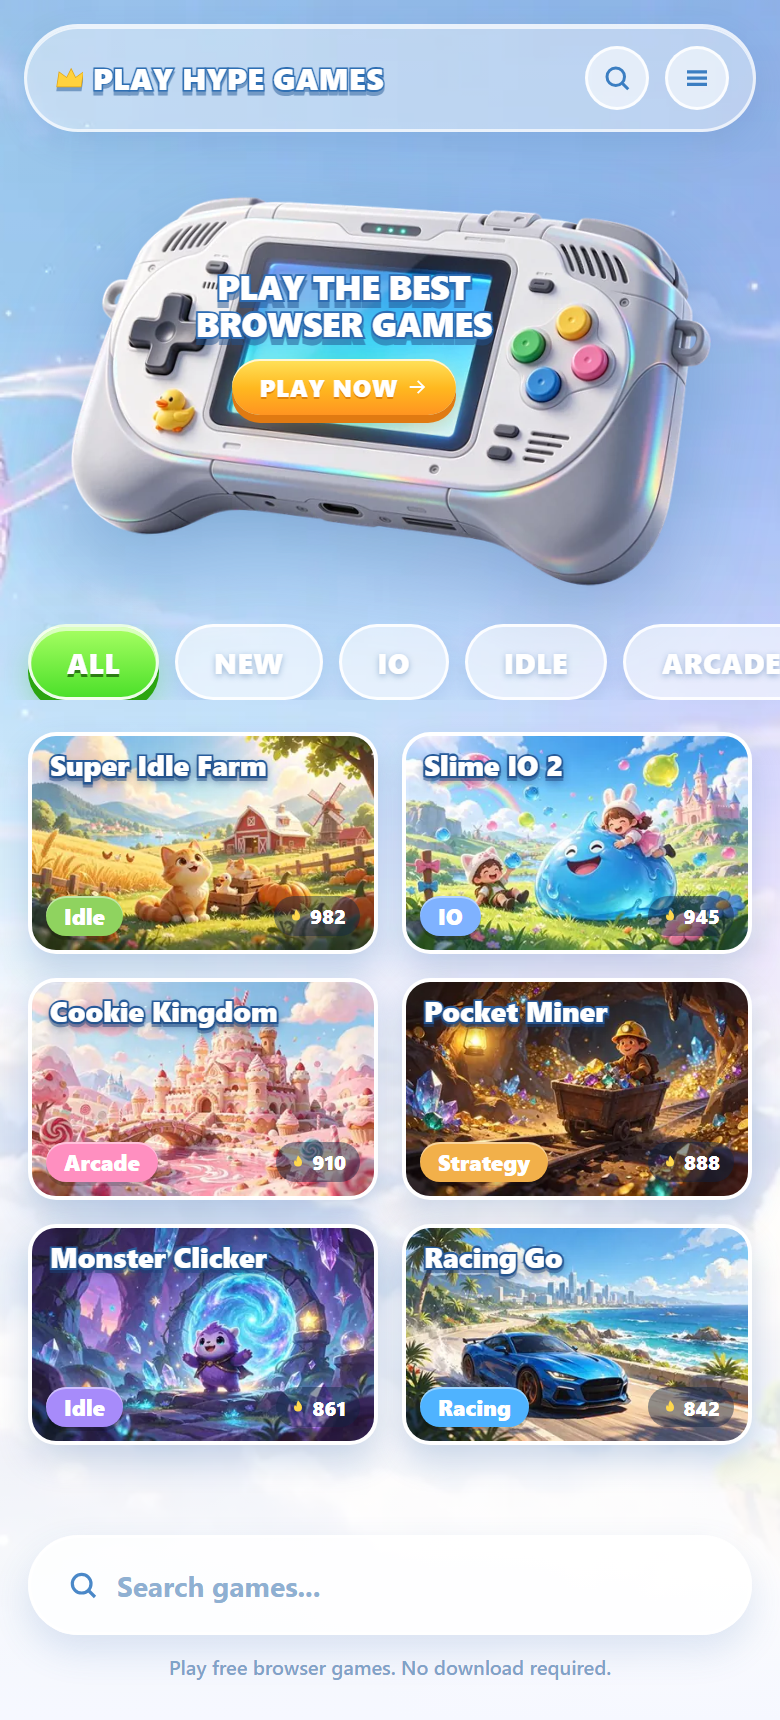 PLAY HYPE GAMES
PLAY THE BEST
BROWSER GAMES
PLAY NOW →
ALL NEW IO IDLE ARCADE
Super Idle Farm
Idle
982
Slime IO 2
IO
945
Cookie Kingdom
Arcade
910
Pocket Miner
Strategy
888
Monster Clicker
Idle
861
Racing Go
Racing
842
Search games...
Play free browser games. No download required.